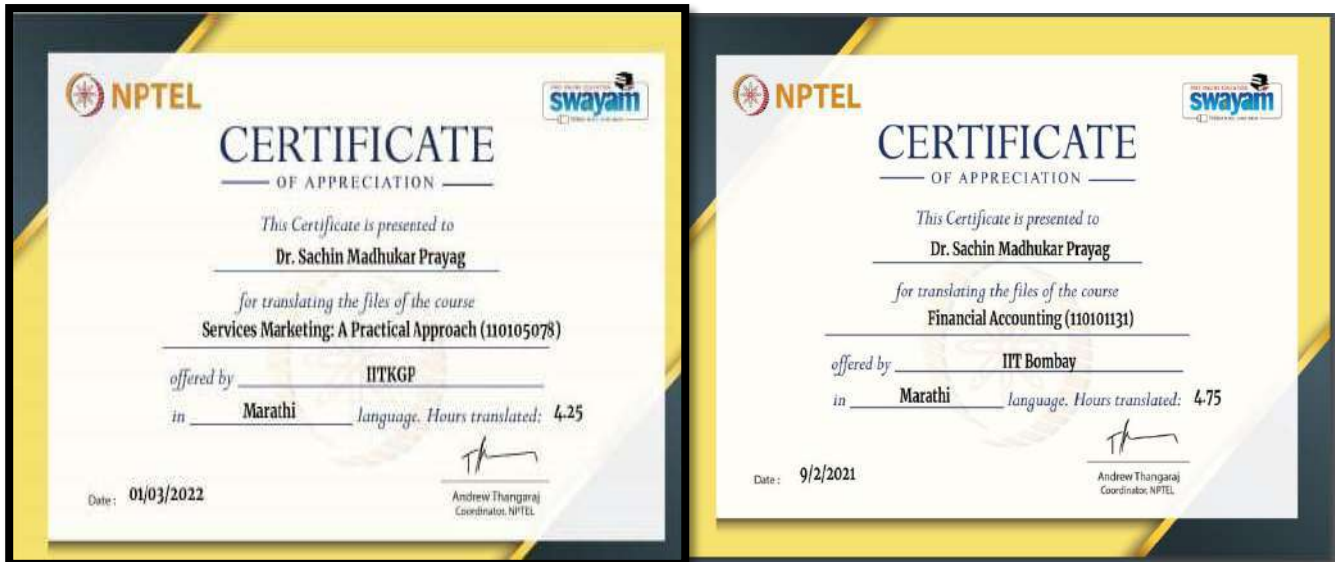 NPTEL
swayam
CERTIFICATE
OF APPRECIATION
This Certificate is presented to
Dr. Sachin Madhukar Prayag
for translating the files of the course
Services Marketing: A Practical Approach (110105078)
offered by IITKGP
in Marathi language. Hours translated: 4.25
Date: 01/03/2022
Andrew Thangaraj
Coordinator, NPTEL
NPTEL
swayam
CERTIFICATE
OF APPRECIATION
This Certificate is presented to
Dr. Sachin Madhukar Prayag
for translating the files of the course
Financial Accounting (110101131)
offered by IIT Bombay
in Marathi language. Hours translated: 4.75
Date: 9/2/2021
Andrew Thangaraj
Coordinator, NPTEL